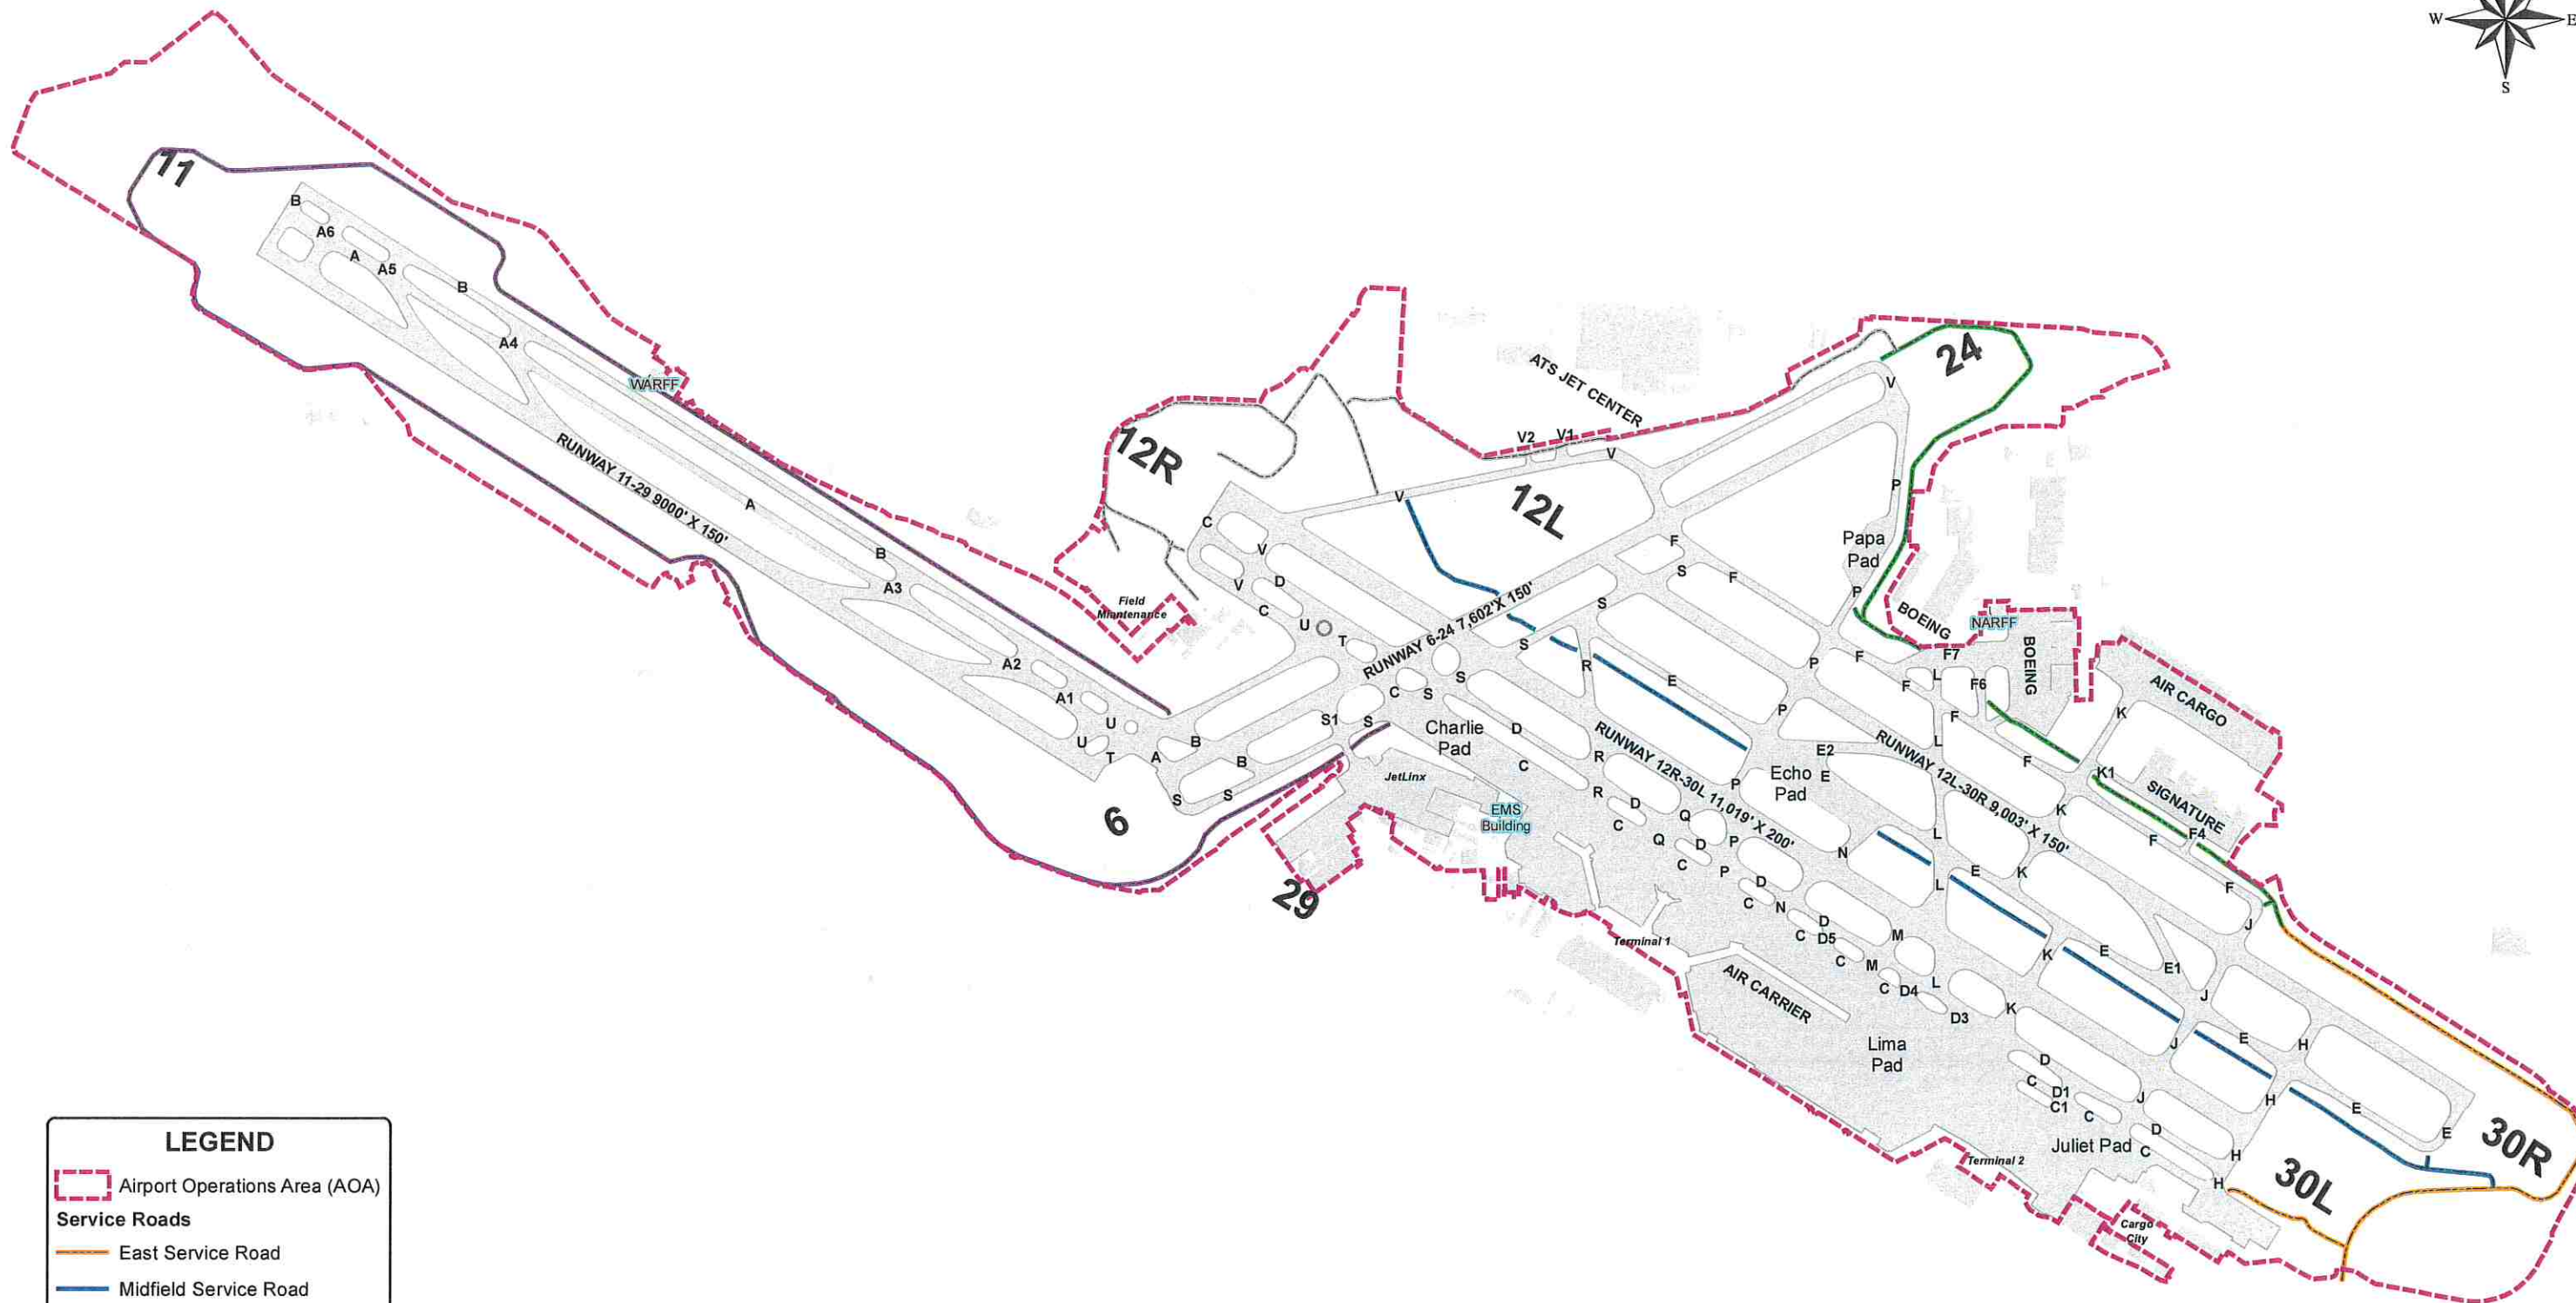 W
E
S
11
B
A6
A
A5
B
A4
WARFF
RUNWAY 11-29 9000' X 150'
A
B
A3
A2
A1
U
U
T
A
B
B
S
S
6
29
12R
Field
Miantenance
C
V
D
V
C
U
T
V
V2
V1
V
ATS JET CENTER
12L
24
V
P
Papa
Pad
P
RUNWAY 6-24 7,602'X 150'
F
S
F
S
S
R
E
P
P
F
F7
L
F
F6
F
BOEING
NARFF
BOEING
AIR CARGO
K
K1
SIGNATURE
F4
F
F
F
K
J
S1
S
C
S
S
Charlie
Pad
JetLinx
EMS
Building
D
C
R
R
RUNWAY 12R-30L 11,019' X 200'
RUNWAY 12L-30R 9,003' X 150'
E2
E
Echo
Pad
P
L
L
L
N
E
K
K
E
E1
J
J
E
H
H
E
E
D
C
Q
Q
D
C
P
P
D
C
N
D
C
D5
C
M
M
C
D4
L
D3
K
Terminal 1
AIR CARRIER
Lima
Pad
D
C
D1
C1
C
J
D
C
H
H
Juliet Pad
Terminal 2
Cargo
City
30L
30R
LEGEND
Airport Operations Area (AOA)
Service Roads
East Service Road
Midfield Service Road